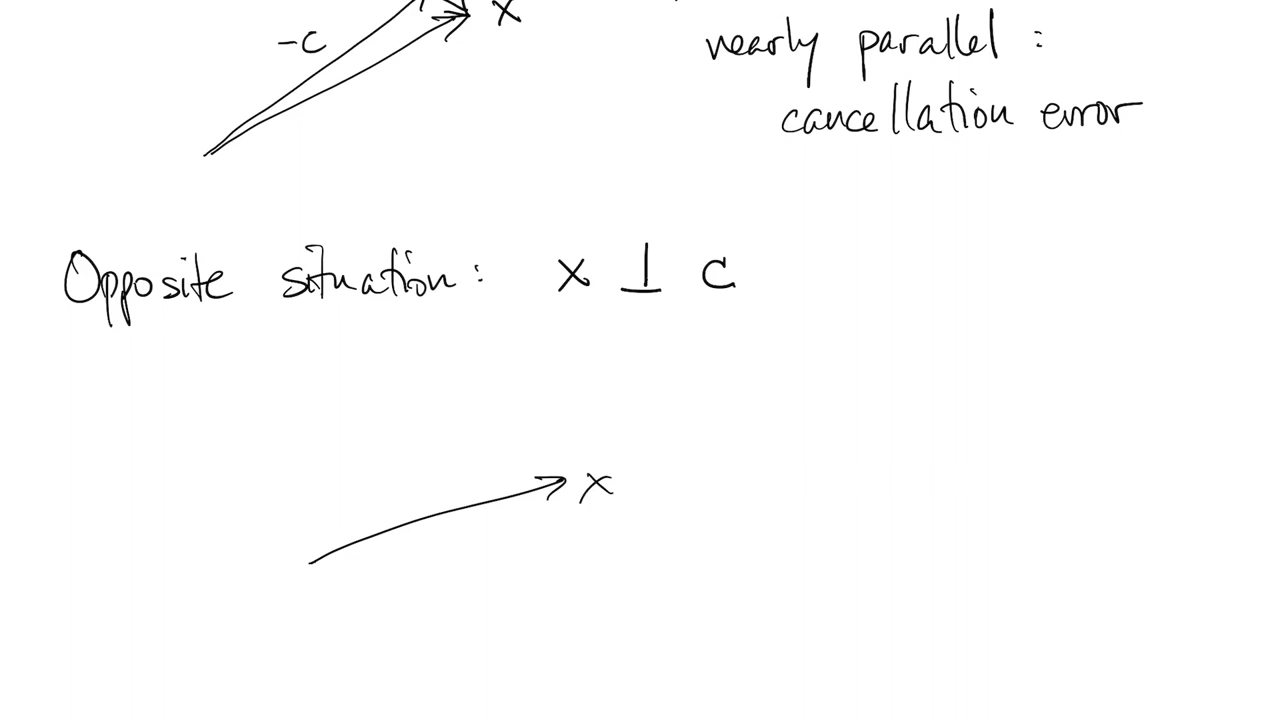 -c
x
nearly parallel :
cancellation error
Opposite situation : x ⊥ c
x